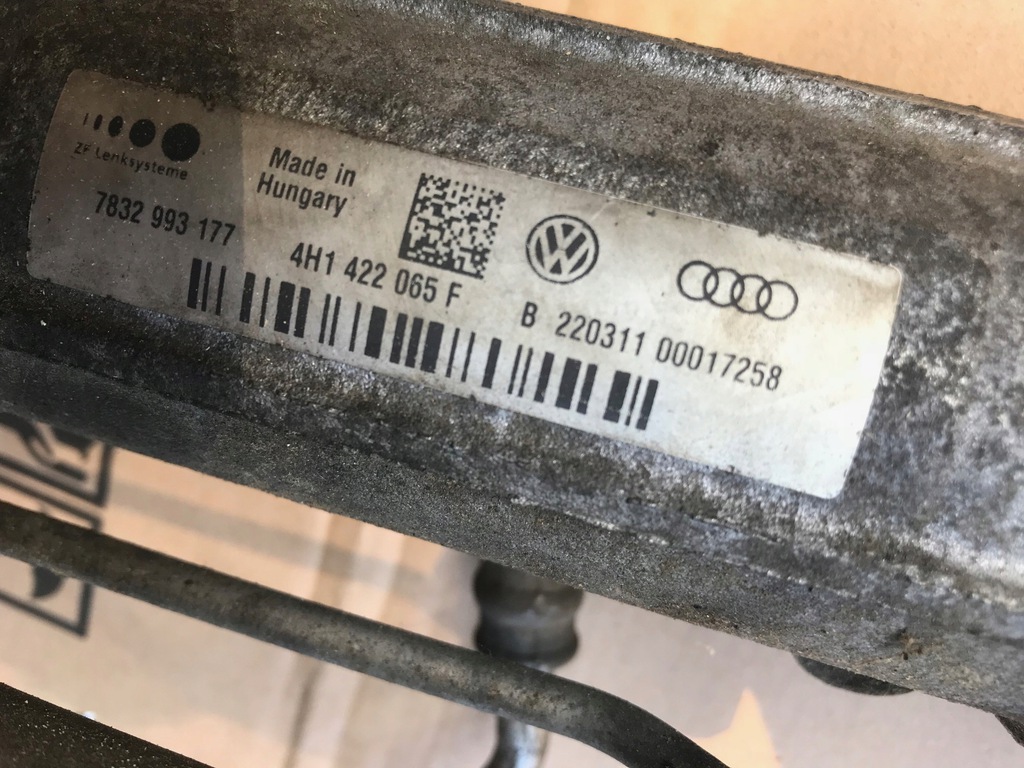 ZF Lenksysteme
Made in
Hungary
7832 993 177
4H1 422 065 F
B 220311 00017258